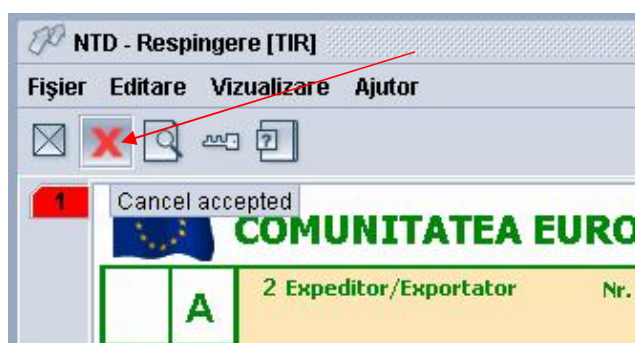 NTD - Respingere [TIR]
Fişier Editare Vizualizare Ajutor
?
1
Cancel accepted
COMUNITATEA EURO
A
2 Expeditor/Exportator Nr.